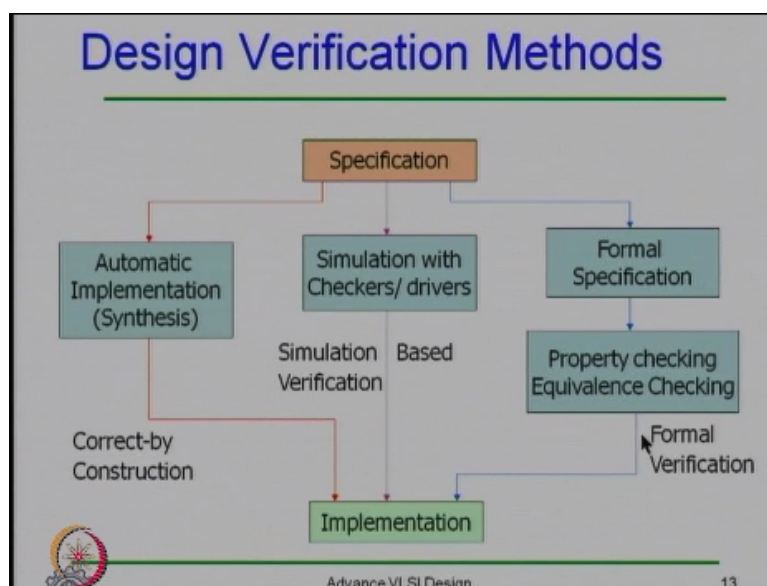 Design Verification Methods
Specification
Automatic
Implementation
(Synthesis)
Simulation with
Checkers/ drivers
Formal
Specification
Simulation Based
Verification
Property checking
Equivalence Checking
Correct-by
Construction
Formal
Verification
Implementation
Advance VLSI Design
13